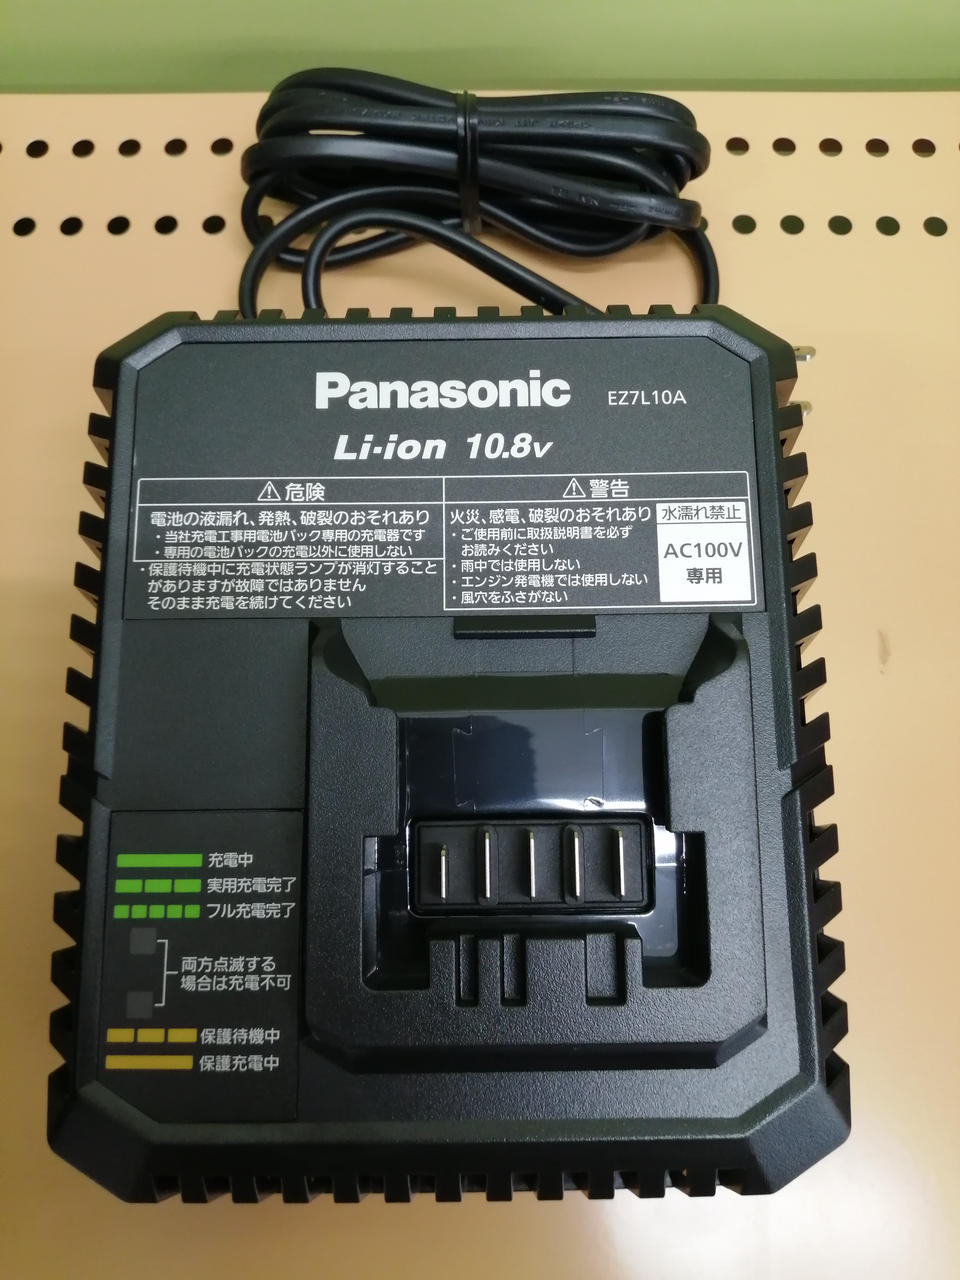 Panasonic EZ7L10A
Li-ion 10.8V
⚠危険
電池の液漏れ、発熱、破裂のおそれあり
・当社充電工事用電池パック専用の充電器です
・専用の電池パックの充電以外に使用しない
・保護待機中に充電状態ランプが消灯すること
がありますが故障ではありません
そのまま充電を続けてください
⚠警告
火災、感電、破裂のおそれあり
・ご使用前に取扱説明書を必ず
お読みください
・雨中では使用しない
・エンジン発電機では使用しない
・風穴をふさがない
水濡れ禁止
AC100V
専用
充電中
実用充電完了
フル充電完了
両方点滅する
場合は充電不可
保護待機中
保護充電中